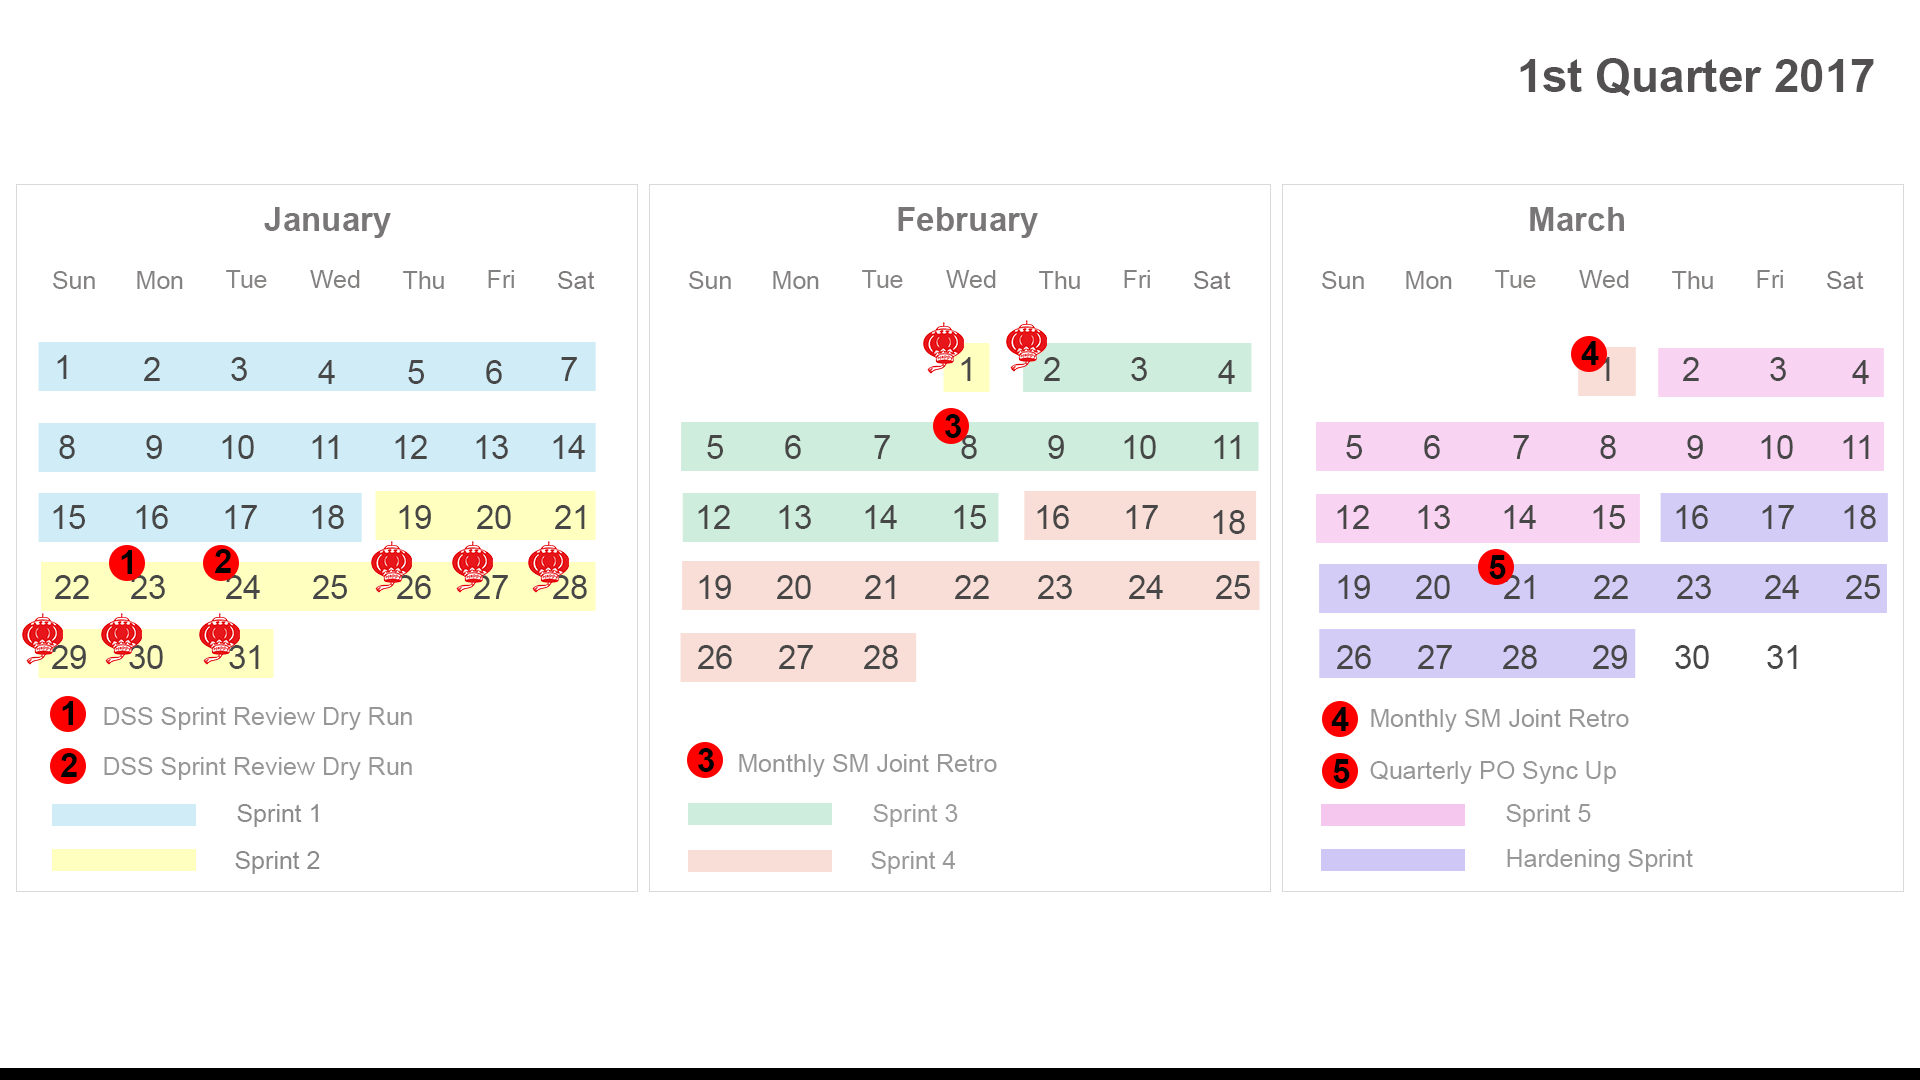 1st Quarter 2017
January
Sun Mon Tue Wed Thu Fri Sat
1 2 3 4 5 6 7
8 9 10 11 12 13 14
15 16 17 18 19 20 21
1 2
22 23 24 25 26 27 28
29 30 31
1 DSS Sprint Review Dry Run
2 DSS Sprint Review Dry Run
Sprint 1
Sprint 2
February
Sun Mon Tue Wed Thu Fri Sat
1 2 3 4
3
5 6 7 8 9 10 11
12 13 14 15 16 17 18
19 20 21 22 23 24 25
26 27 28
3 Monthly SM Joint Retro
Sprint 3
Sprint 4
March
Sun Mon Tue Wed Thu Fri Sat
4
1 2 3 4
5 6 7 8 9 10 11
12 13 14 15 16 17 18
5
19 20 21 22 23 24 25
26 27 28 29 30 31
4 Monthly SM Joint Retro
5 Quarterly PO Sync Up
Sprint 5
Hardening Sprint